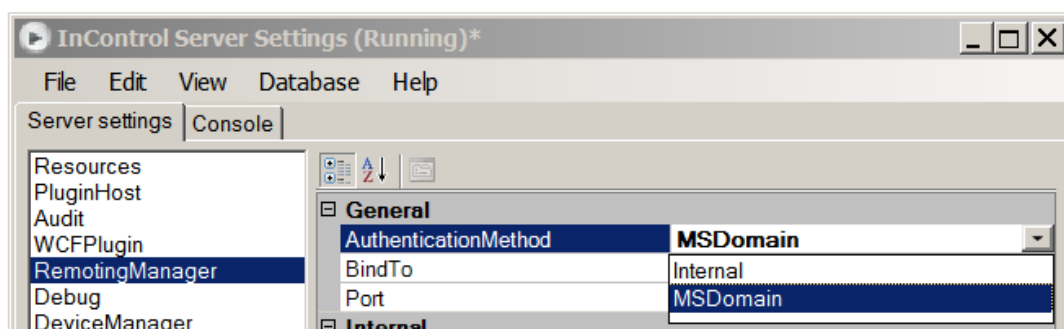 InControl Server Settings (Running)*
File Edit View Database Help
Server settings Console
Resources
PluginHost
Audit
WCFPlugin
RemotingManager
Debug
DeviceManager
General
AuthenticationMethod MSDomain
BindTo Internal
Port MSDomain
Internal